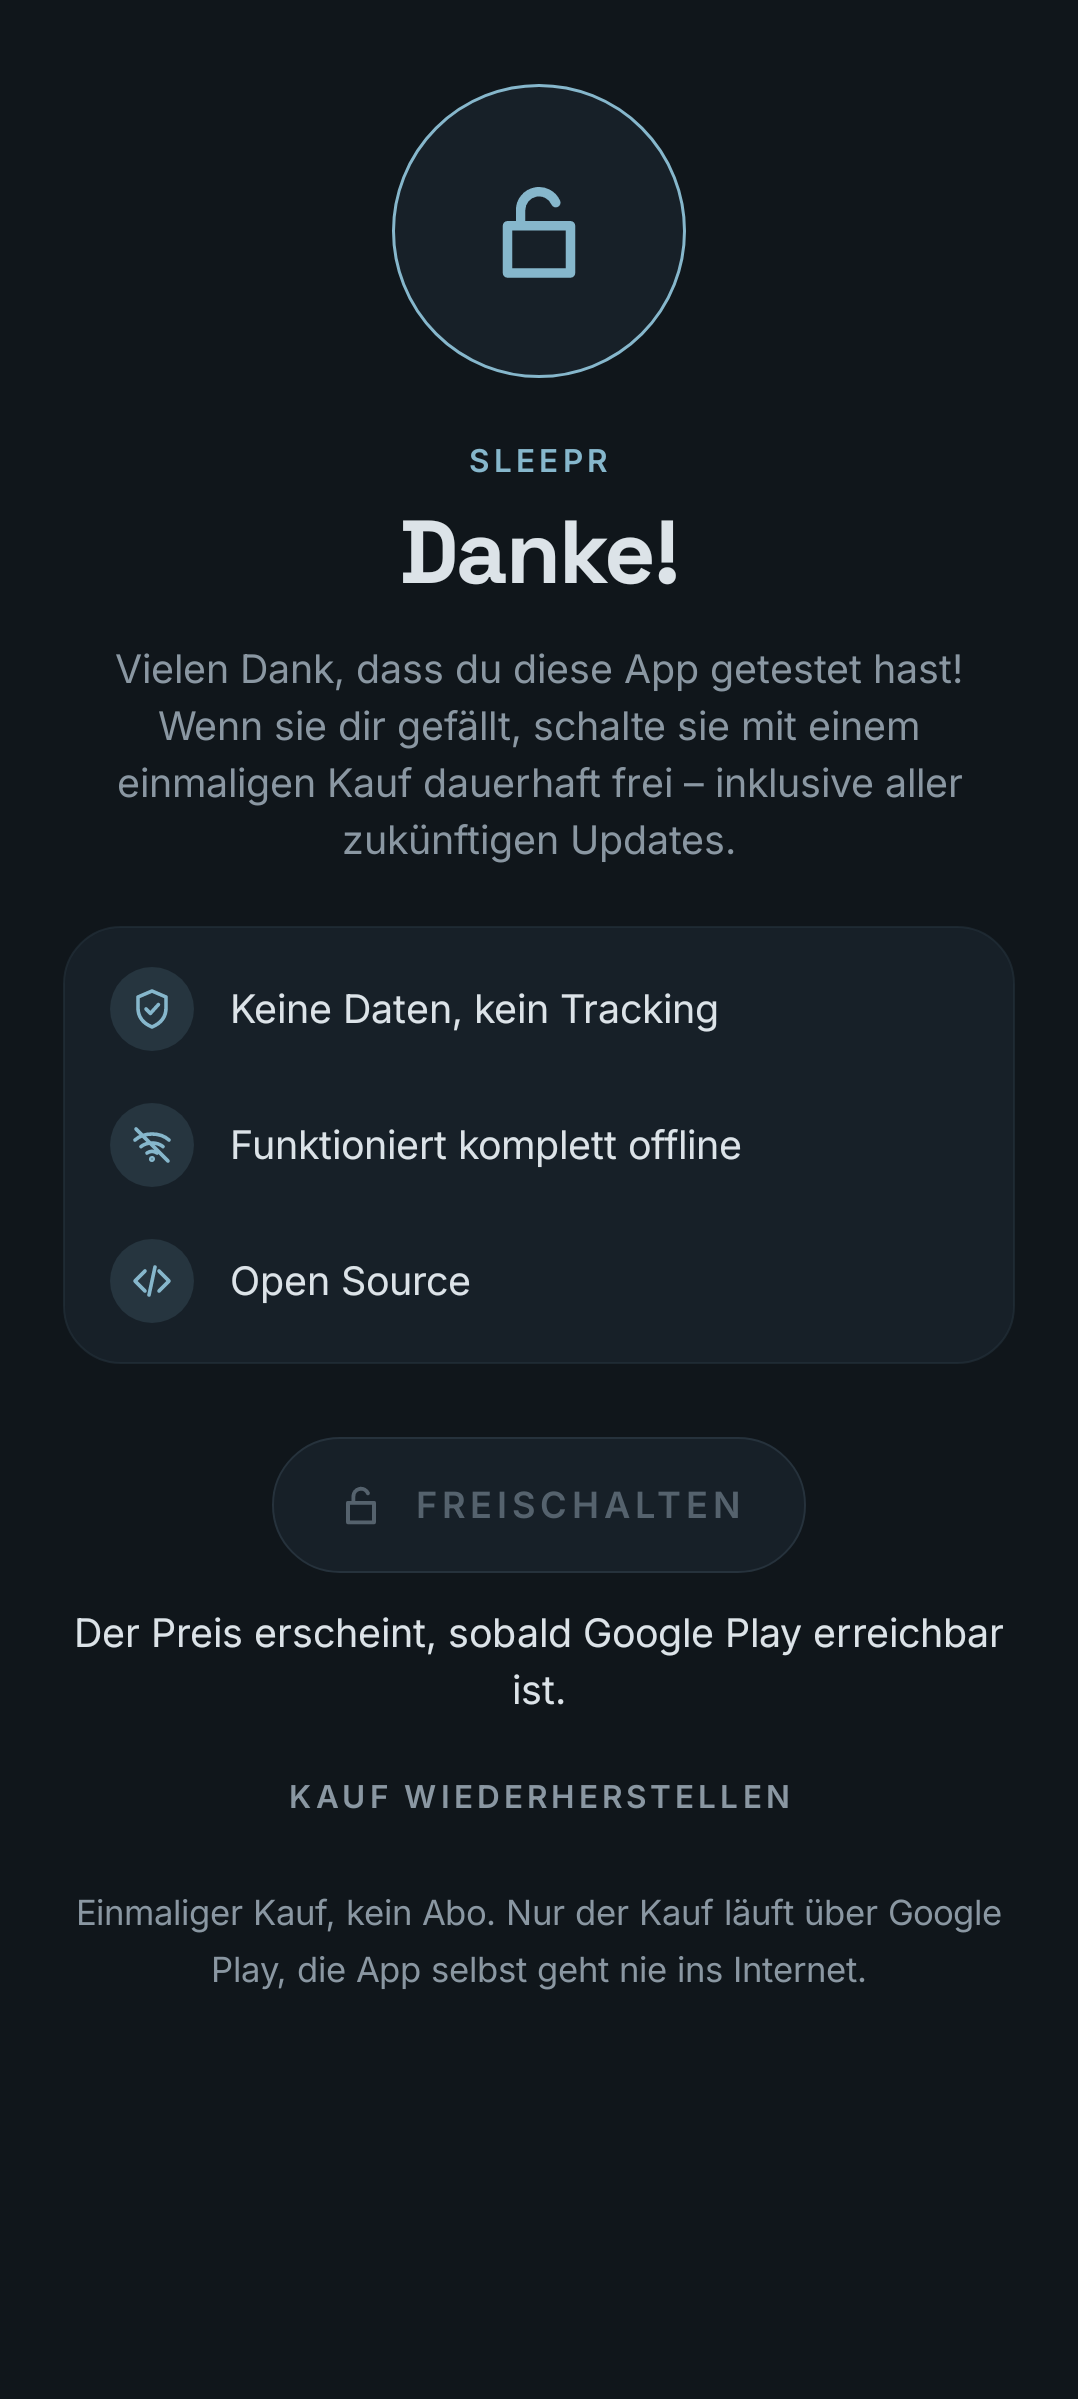 SLEEPR
Danke!
Vielen Dank, dass du diese App getestet hast!
Wenn sie dir gefällt, schalte sie mit einem
einmaligen Kauf dauerhaft frei – inklusive aller
zukünftigen Updates.
Keine Daten, kein Tracking
Funktioniert komplett offline
Open Source
FREISCHALTEN
Der Preis erscheint, sobald Google Play erreichbar
ist.
KAUF WIEDERHERSTELLEN
Einmaliger Kauf, kein Abo. Nur der Kauf läuft über Google
Play, die App selbst geht nie ins Internet.